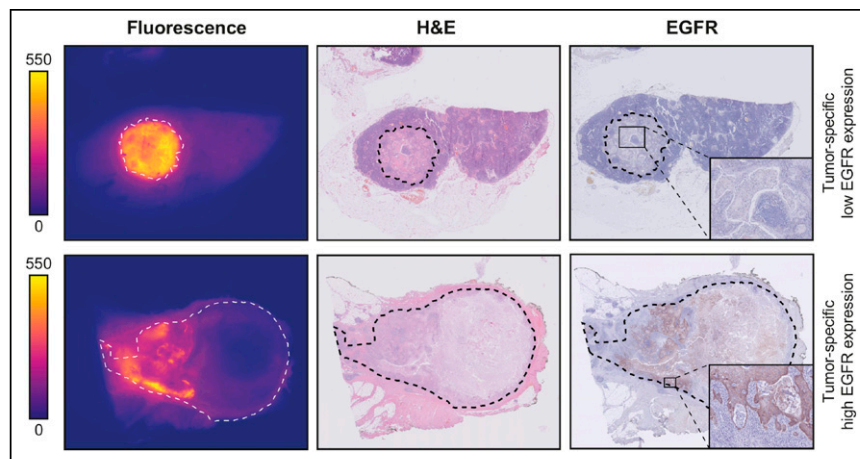 Fluorescence H&E EGFR
550
0
Tumor-specific
low EGFR expression
550
0
Tumor-specific
high EGFR expression